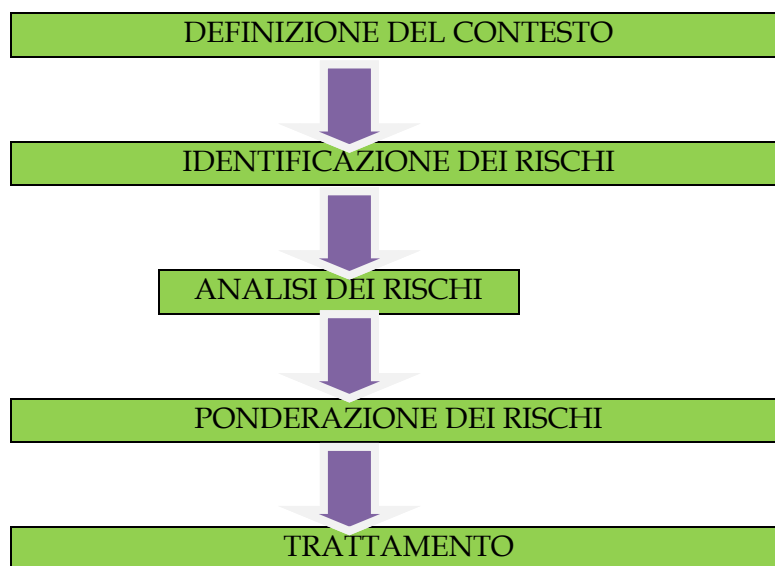 DEFINIZIONE DEL CONTESTO
IDENTIFICAZIONE DEI RISCHI
ANALISI DEI RISCHI
PONDERAZIONE DEI RISCHI
TRATTAMENTO